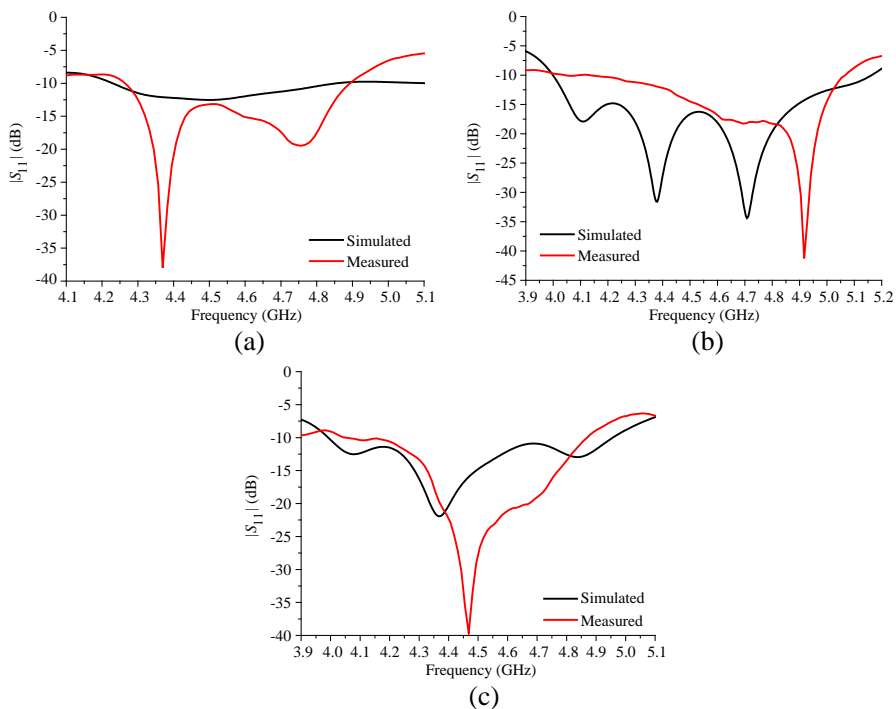 0
-5
-10
-15
-20
-25
-30
-35
-40
|S11| (dB)
Simulated
Measured
4.1 4.2 4.3 4.4 4.5 4.6 4.7 4.8 4.9 5.0 5.1
Frequency (GHz)
(a)
0
-5
-10
-15
-20
-25
-30
-35
-40
-45
|S11| (dB)
Simulated
Measured
3.9 4.0 4.1 4.2 4.3 4.4 4.5 4.6 4.7 4.8 4.9 5.0 5.1 5.2
Frequency (GHz)
(b)
0
-5
-10
-15
-20
-25
-30
-35
-40
|S11| (dB)
Simulated
Measured
3.9 4.0 4.1 4.2 4.3 4.4 4.5 4.6 4.7 4.8 4.9 5.0 5.1
Frequency (GHz)
(c)